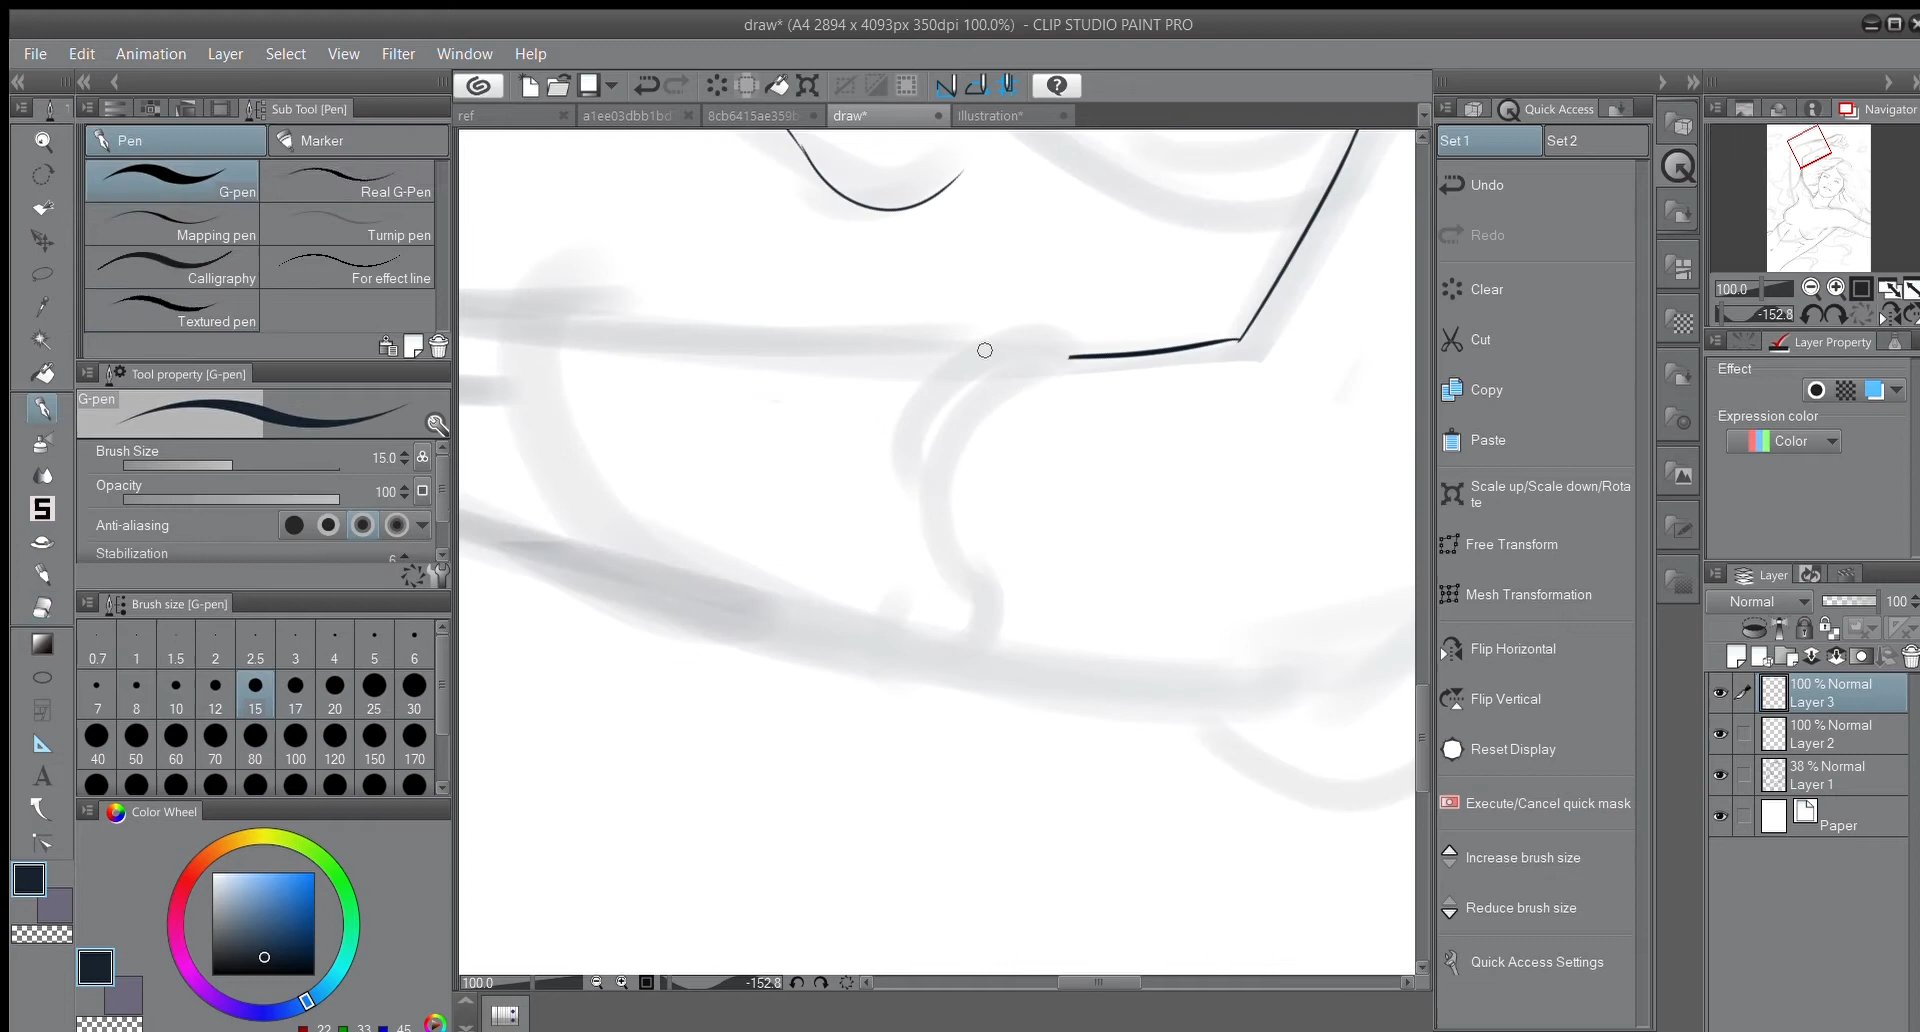 draw* (A4 2894 x 4093px 350dpi 100.0%) - CLIP STUDIO PAINT PRO
File Edit Animation Layer Select View Filter Window Help
Sub Tool [Pen]
Pen
Marker
G-pen
Real G-Pen
Mapping pen
Turnip pen
Calligraphy
For effect line
Textured pen
Tool property [G-pen]
G-pen
Brush Size
15.0
Opacity
100
Anti-aliasing
Stabilization
6
Brush size [G-pen]
0.7 1 1.5 2 2.5 3 4 5 6
7 8 10 12 15 17 20 25 30
40 50 60 70 80 100 120 150 170
Color Wheel
22 33 45
ref
a1ee03dbb1bd
8cb6415ae359b
draw*
Illustration*
100.0
-152.8
Quick Access
Set 1
Set 2
Undo
Redo
Clear
Cut
Copy
Paste
Scale up/Scale down/Rota
te
Free Transform
Mesh Transformation
Flip Horizontal
Flip Vertical
Reset Display
Execute/Cancel quick mask
Increase brush size
Reduce brush size
Quick Access Settings
Navigator
100.0
-152.8
Layer Property
Effect
Expression color
Color
Layer
Normal
100
100 % Normal
Layer 3
100 % Normal
Layer 2
38 % Normal
Layer 1
Paper